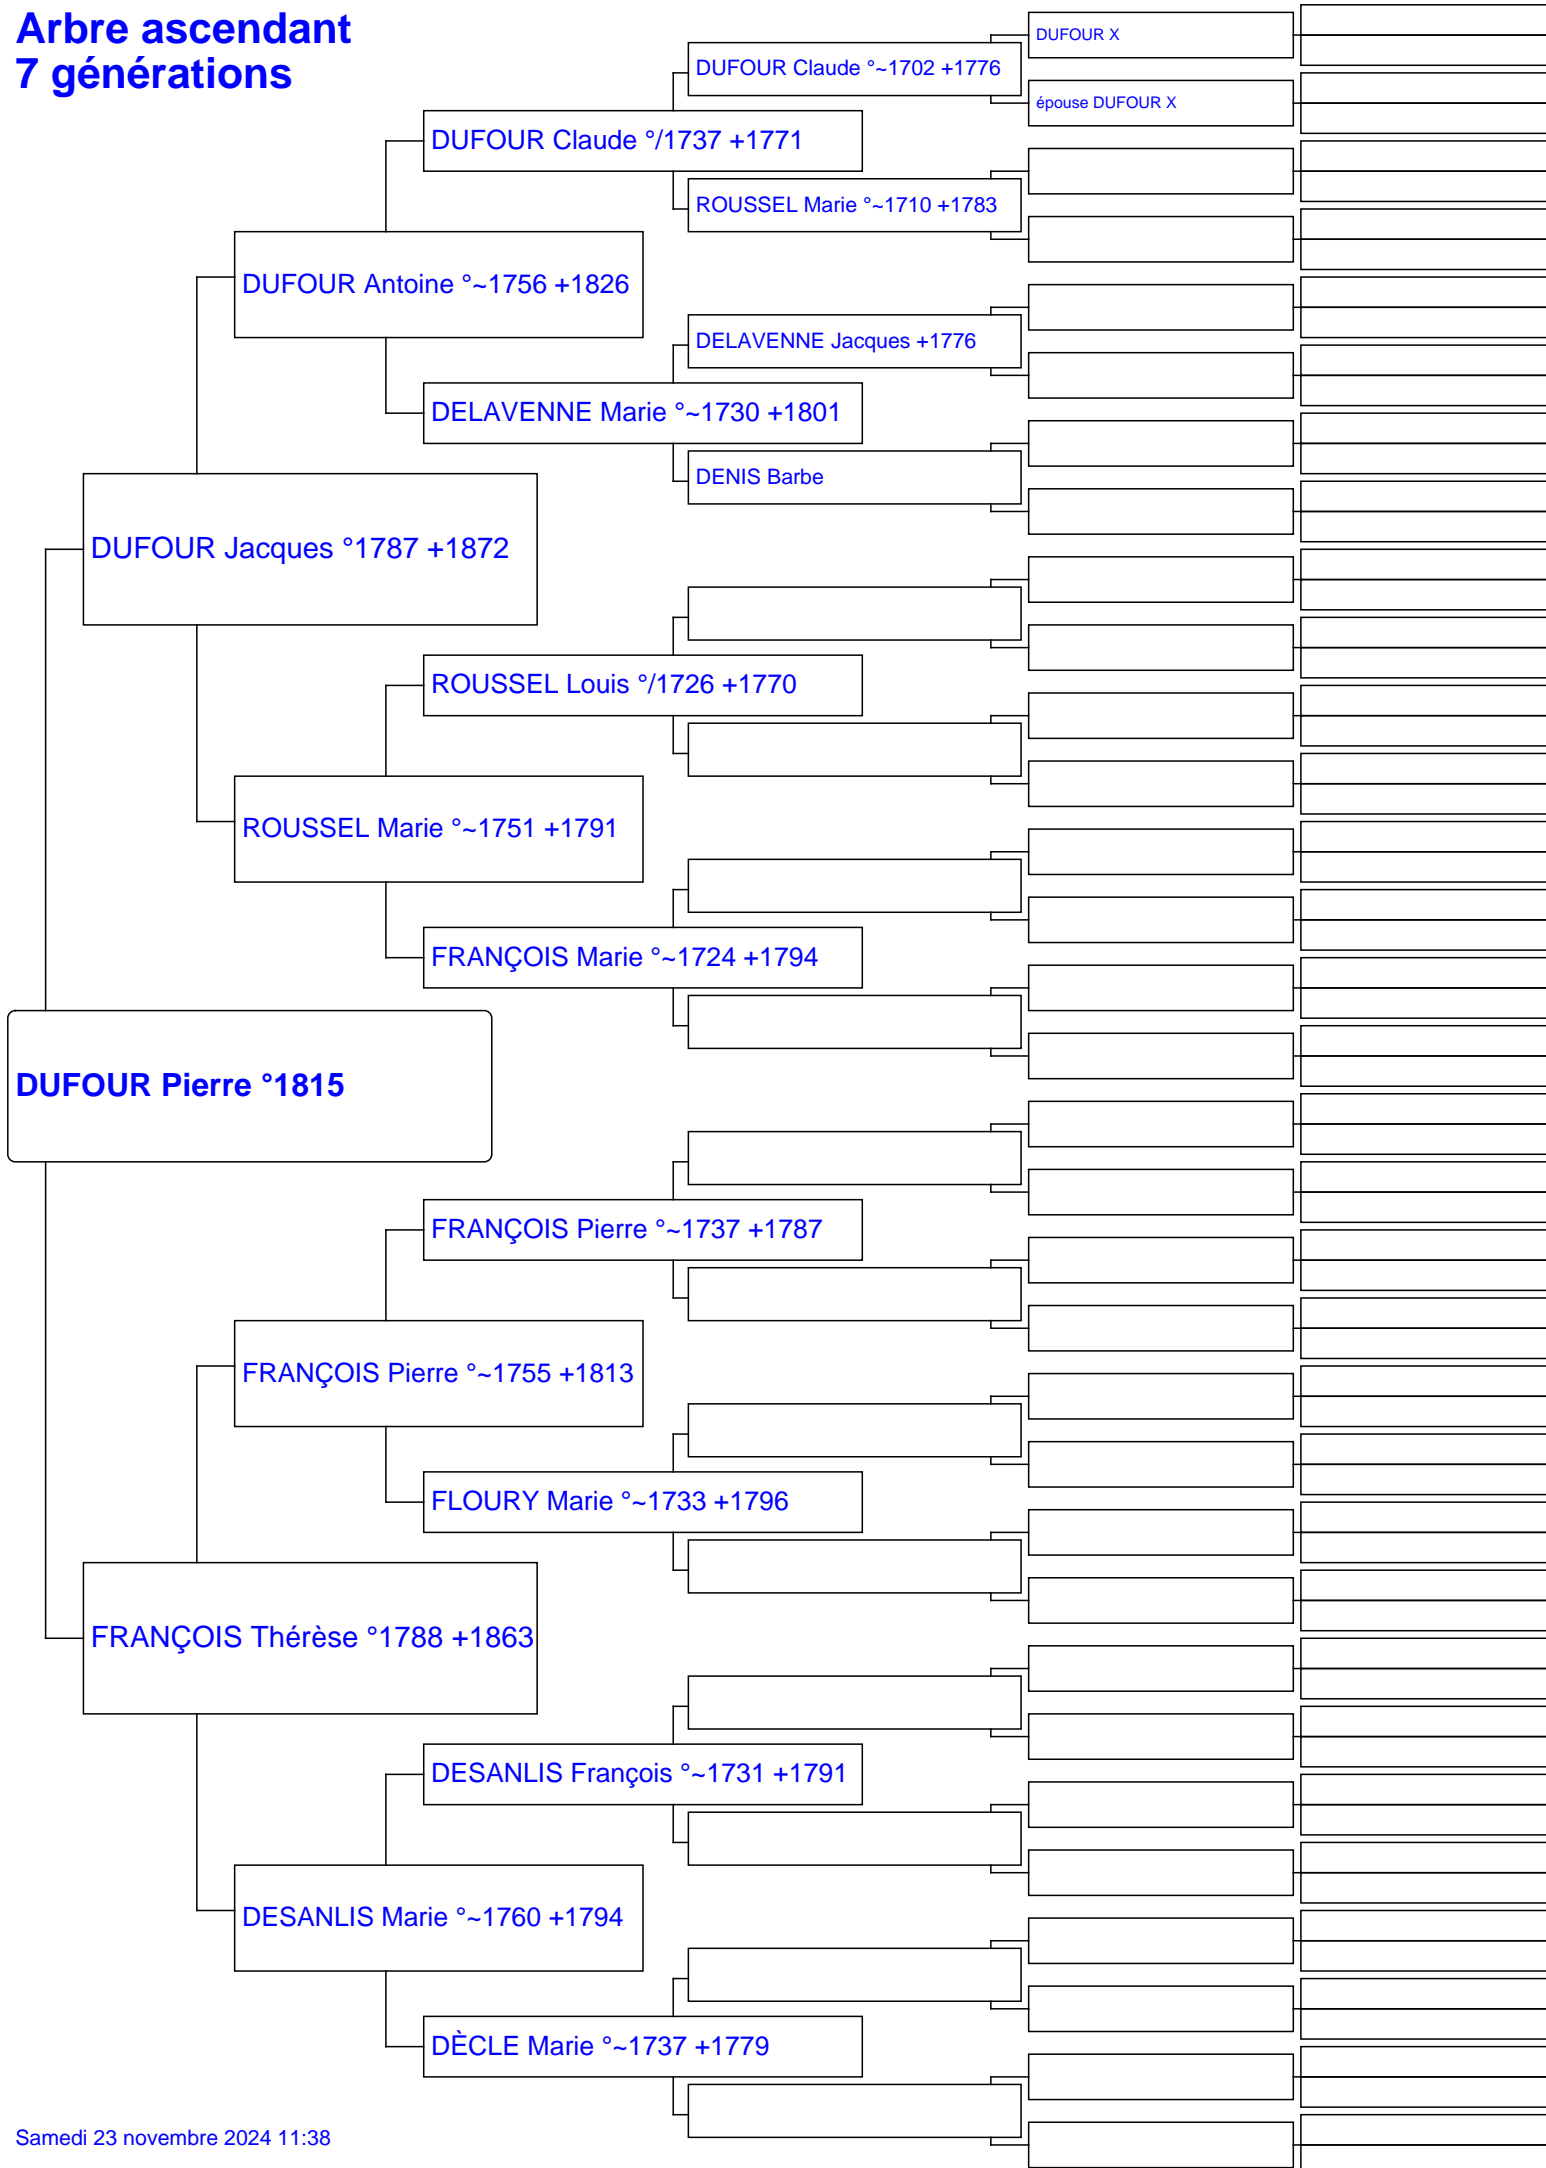 Arbre ascendant
7 générations
DUFOUR X
DUFOUR Claude °~1702 +1776
épouse DUFOUR X
DUFOUR Claude °/1737 +1771
ROUSSEL Marie °~1710 +1783
DUFOUR Antoine °~1756 +1826
DELAVENNE Jacques +1776
DELAVENNE Marie °~1730 +1801
DENIS Barbe
DUFOUR Jacques °1787 +1872
ROUSSEL Louis °/1726 +1770
ROUSSEL Marie °~1751 +1791
FRANÇOIS Marie °~1724 +1794
DUFOUR Pierre °1815
FRANÇOIS Pierre °~1737 +1787
FRANÇOIS Pierre °~1755 +1813
FLOURY Marie °~1733 +1796
FRANÇOIS Thérèse °1788 +1863
DESANLIS François °~1731 +1791
DESANLIS Marie °~1760 +1794
DÈCLE Marie °~1737 +1779
Samedi 23 novembre 2024 11:38